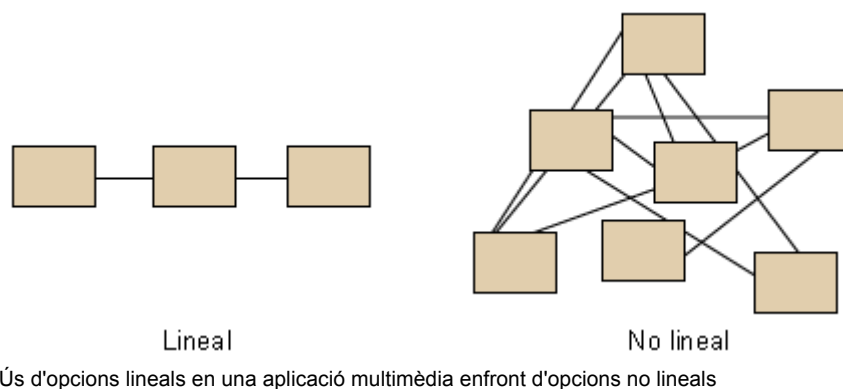 Lineal
No lineal
Ús d'opcions lineals en una aplicació multimèdia enfront d'opcions no lineals